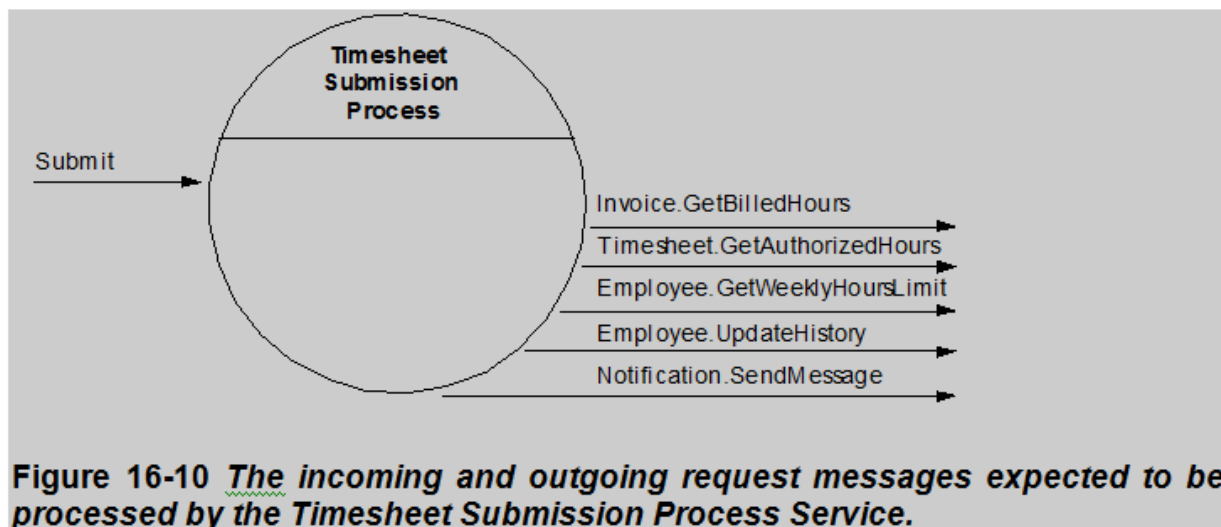 Timesheet
Submission
Process
Submit
Invoice.GetBilledHours
Timesheet.GetAuthorizedHours
Employee.GetWeeklyHoursLimit
Employee.UpdateHistory
Notification.SendMessage
Figure 16-10 The incoming and outgoing request messages expected to be
processed by the Timesheet Submission Process Service.